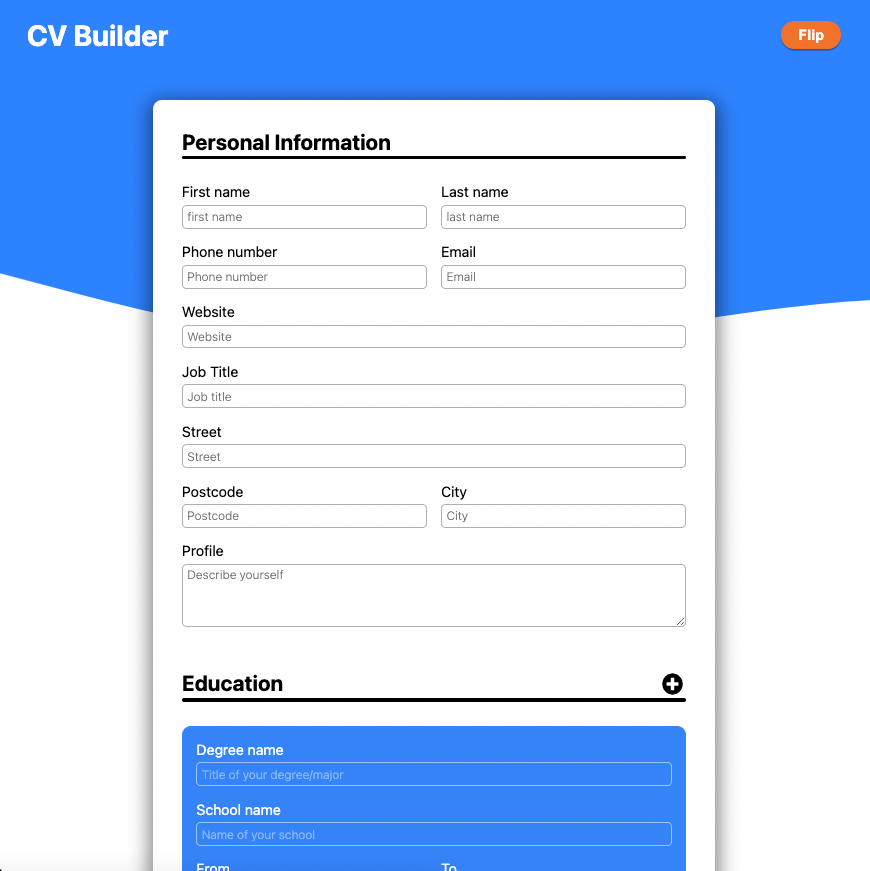 CV Builder
Flip
Personal Information
First name Last name
first name last name
Phone number Email
Phone number Email
Website
Website
Job Title
Job title
Street
Street
Postcode City
Postcode City
Profile
Describe yourself
Education
Degree name
Title of your degree/major
School name
Name of your school
From To